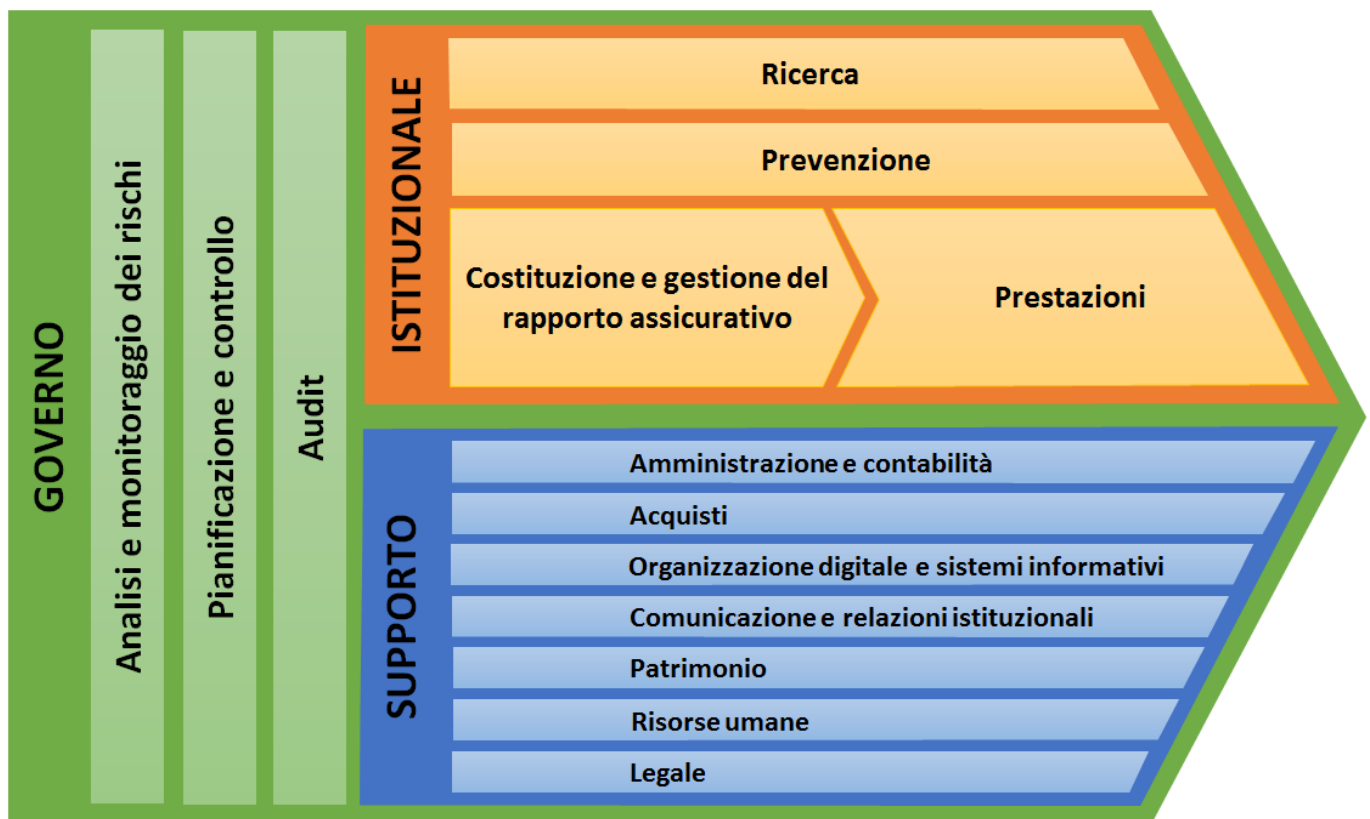 GOVERNO
Analisi e monitoraggio dei rischi
Pianificazione e controllo
Audit
ISTITUZIONALE
Ricerca
Prevenzione
Costituzione e gestione del
rapporto assicurativo
Prestazioni
SUPPORTO
Amministrazione e contabilità
Acquisti
Organizzazione digitale e sistemi informativi
Comunicazione e relazioni istituzionali
Patrimonio
Risorse umane
Legale